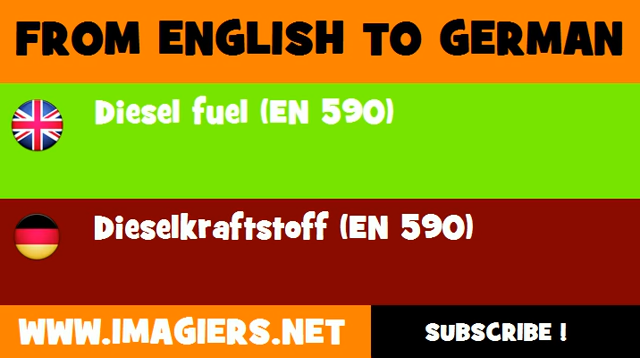 FROM ENGLISH TO GERMAN
Diesel fuel (EN 590)
Dieselkraftstoff (EN 590)
WWW.IMAGIERS.NET
SUBSCRIBE !